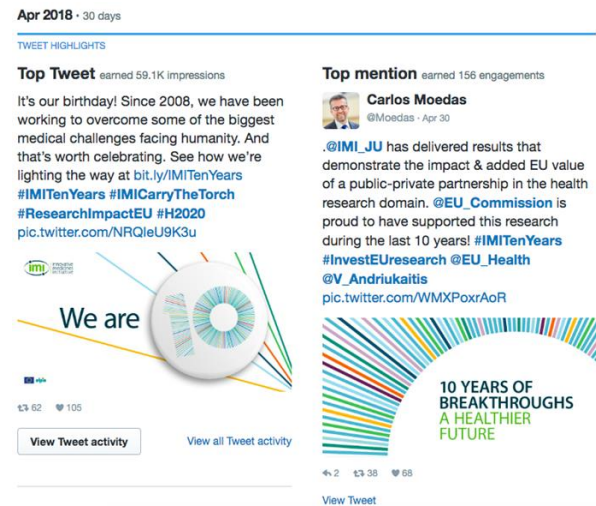 Apr 2018 · 30 days
TWEET HIGHLIGHTS
Top Tweet earned 59.1K impressions
It's our birthday! Since 2008, we have been
working to overcome some of the biggest
medical challenges facing humanity. And
that's worth celebrating. See how we're
lighting the way at bit.ly/IMITenYears
#IMITenYears #IMICarryTheTorch
#ResearchImpactEU #H2020
pic.twitter.com/NRQIeU9K3u
imi
We are 10
62 105
View Tweet activity
View all Tweet activity
Top mention earned 156 engagements
Carlos Moedas
@Moedas · Apr 30
.@IMI_JU has delivered results that
demonstrate the impact & added EU value
of a public-private partnership in the health
research domain. @EU_Commission is
proud to have supported this research
during the last 10 years! #IMITenYears
#InvestEUresearch @EU_Health
@V_Andriukaitis
pic.twitter.com/WMXPoxrAoR
10 YEARS OF
BREAKTHROUGHS
A HEALTHIER
FUTURE
2 38 68
View Tweet